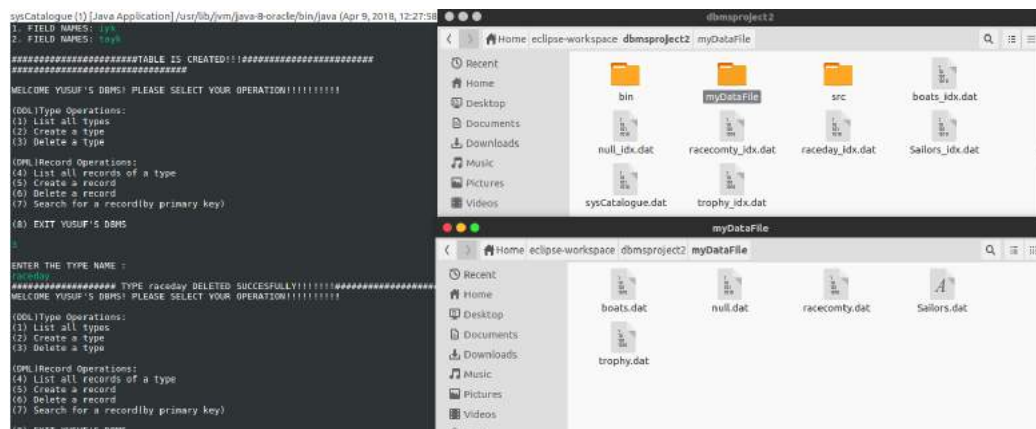 sysCatalogue (1) [Java Application] /usr/lib/jvm/java-8-oracle/bin/java (Apr 9, 2018, 12:27:58
1. FIELD NAMES: iyk
2. FIELD NAMES: tayk
########################TABLE IS CREATED!!!#########################
##################################
WELCOME YUSUF'S DBMS! PLEASE SELECT YOUR OPERATION!!!!!!!!!!
(DDL)Type Operations:
(1) List all types
(2) Create a type
(3) Delete a type
(DML)Record Operations:
(4) List all records of a type
(5) Create a record
(6) Delete a record
(7) Search for a record(by primary key)
(8) EXIT YUSUF'S DBMS
3
ENTER THE TYPE NAME :
raceday
#################### TYPE raceday DELETED SUCCESFULLY!!!!!!!####################
WELCOME YUSUF'S DBMS! PLEASE SELECT YOUR OPERATION!!!!!!!!!!
(DDL)Type Operations:
(1) List all types
(2) Create a type
(3) Delete a type
(DML)Record Operations:
(4) List all records of a type
(5) Create a record
(6) Delete a record
(7) Search for a record(by primary key)
(8) EXIT YUSUF'S DBMS
dbmsproject2
Home eclipse-workspace dbmsproject2 myDataFile
Recent
Home
Desktop
Documents
Downloads
Music
Pictures
Videos
bin myDataFile src boats_idx.dat
null_idx.dat racecomty_idx.dat raceday_idx.dat Sailors_idx.dat
sysCatalogue.dat trophy_idx.dat
myDataFile
Home eclipse-workspace dbmsproject2 myDataFile
Recent
Home
Desktop
Documents
Downloads
Music
Pictures
Videos
boats.dat null.dat racecomty.dat Sailors.dat
trophy.dat